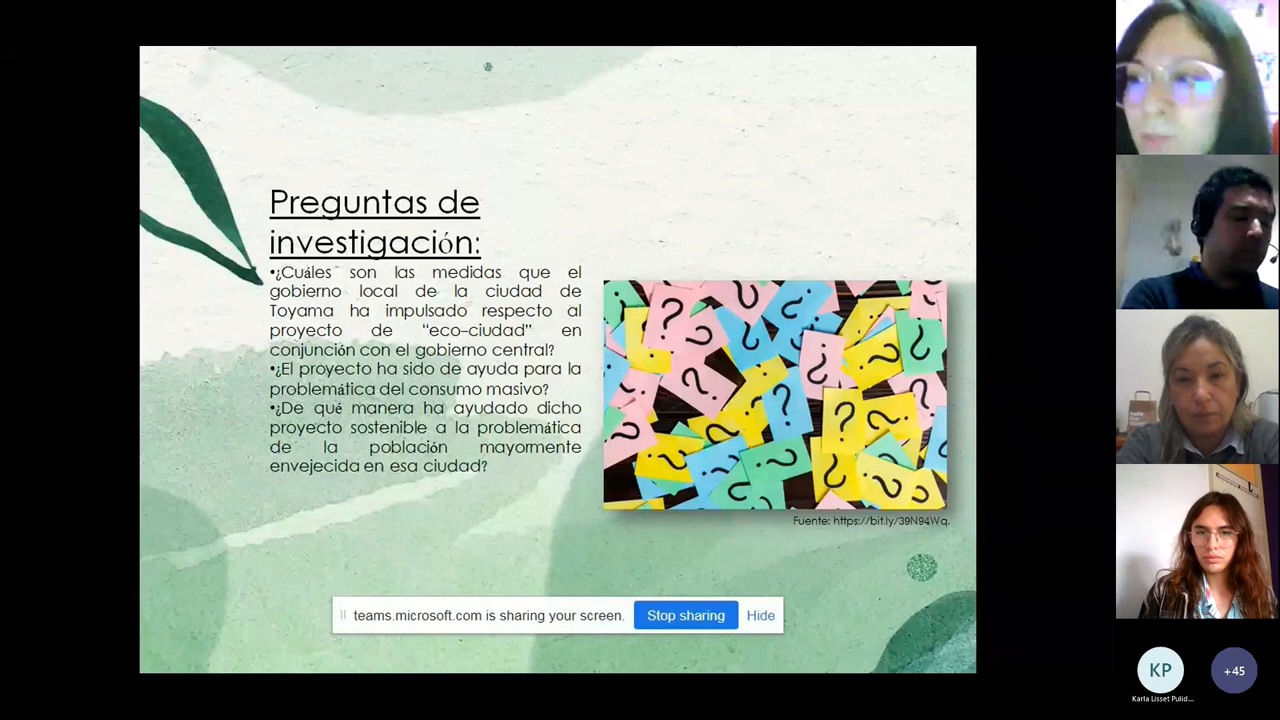 Preguntas de
investigación:
•¿Cuáles son las medidas que el
gobierno local de la ciudad de
Toyama ha impulsado respecto al
proyecto de “eco-ciudad” en
conjunción con el gobierno central?
•¿El proyecto ha sido de ayuda para la
problemática del consumo masivo?
•¿De qué manera ha ayudado dicho
proyecto sostenible a la problemática
de la población mayormente
envejecida en esa ciudad?
Fuente: https://bit.ly/39N94Wq.
teams.microsoft.com is sharing your screen. Stop sharing Hide
KP +45
Karla Lisset Pulid...